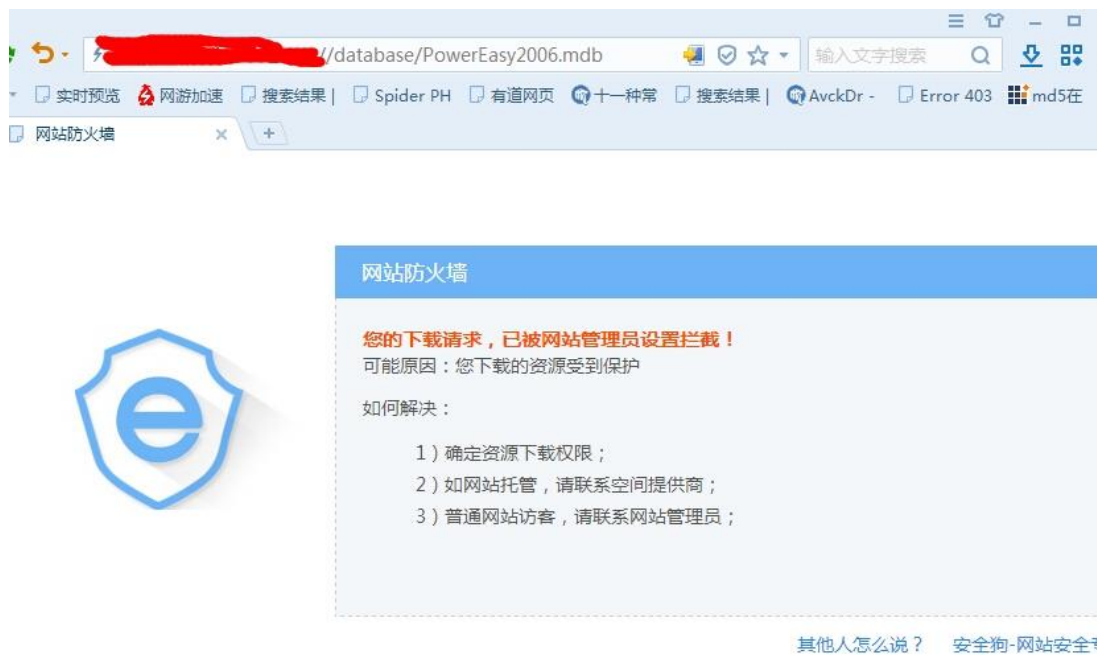 //database/PowerEasy2006.mdb
输入文字搜索
实时预览 网游加速 搜索结果 | Spider PH 有道网页 十一种常 搜索结果 | AvckDr - Error 403 md5在
网站防火墙
网站防火墙
您的下载请求，已被网站管理员设置拦截！
可能原因：您下载的资源受到保护
如何解决：
1）确定资源下载权限；
2）如网站托管，请联系空间提供商；
3）普通网站访客，请联系网站管理员；
其他人怎么说？ 安全狗-网站安全